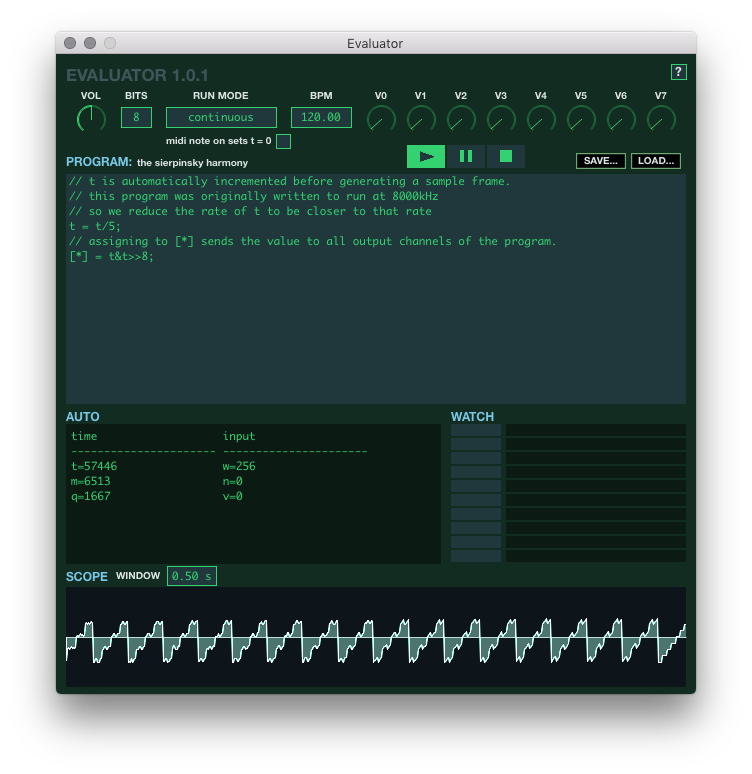 Evaluator
EVALUATOR 1.0.1
?
VOL BITS RUN MODE BPM V0 V1 V2 V3 V4 V5 V6 V7
8 continuous 120.00
midi note on sets t = 0
PROGRAM: the sierpinsky harmony SAVE... LOAD...
// t is automatically incremented before generating a sample frame.
// this program was originally written to run at 8000kHz
// so we reduce the rate of t to be closer to that rate
t = t/5;
// assigning to [*] sends the value to all output channels of the program.
[*] = t&t>>8;
AUTO WATCH
time input
---------------------- ----------------------
t=57446 w=256
m=6513 n=0
q=1667 v=0
SCOPE WINDOW 0.50 s